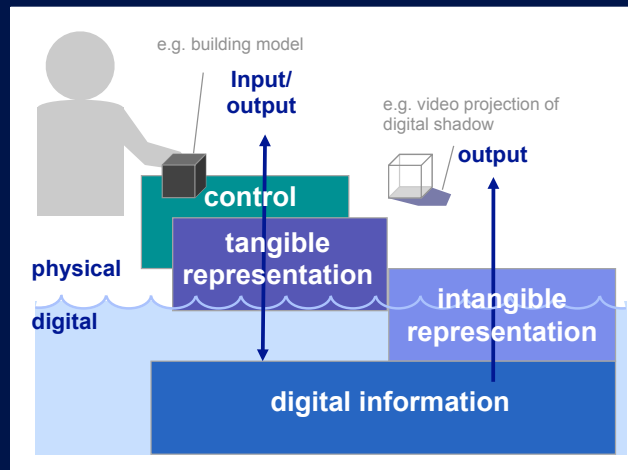 e.g. building model
Input/
output
e.g. video projection of
digital shadow
output
control
tangible
representation
physical
digital
intangible
representation
digital information